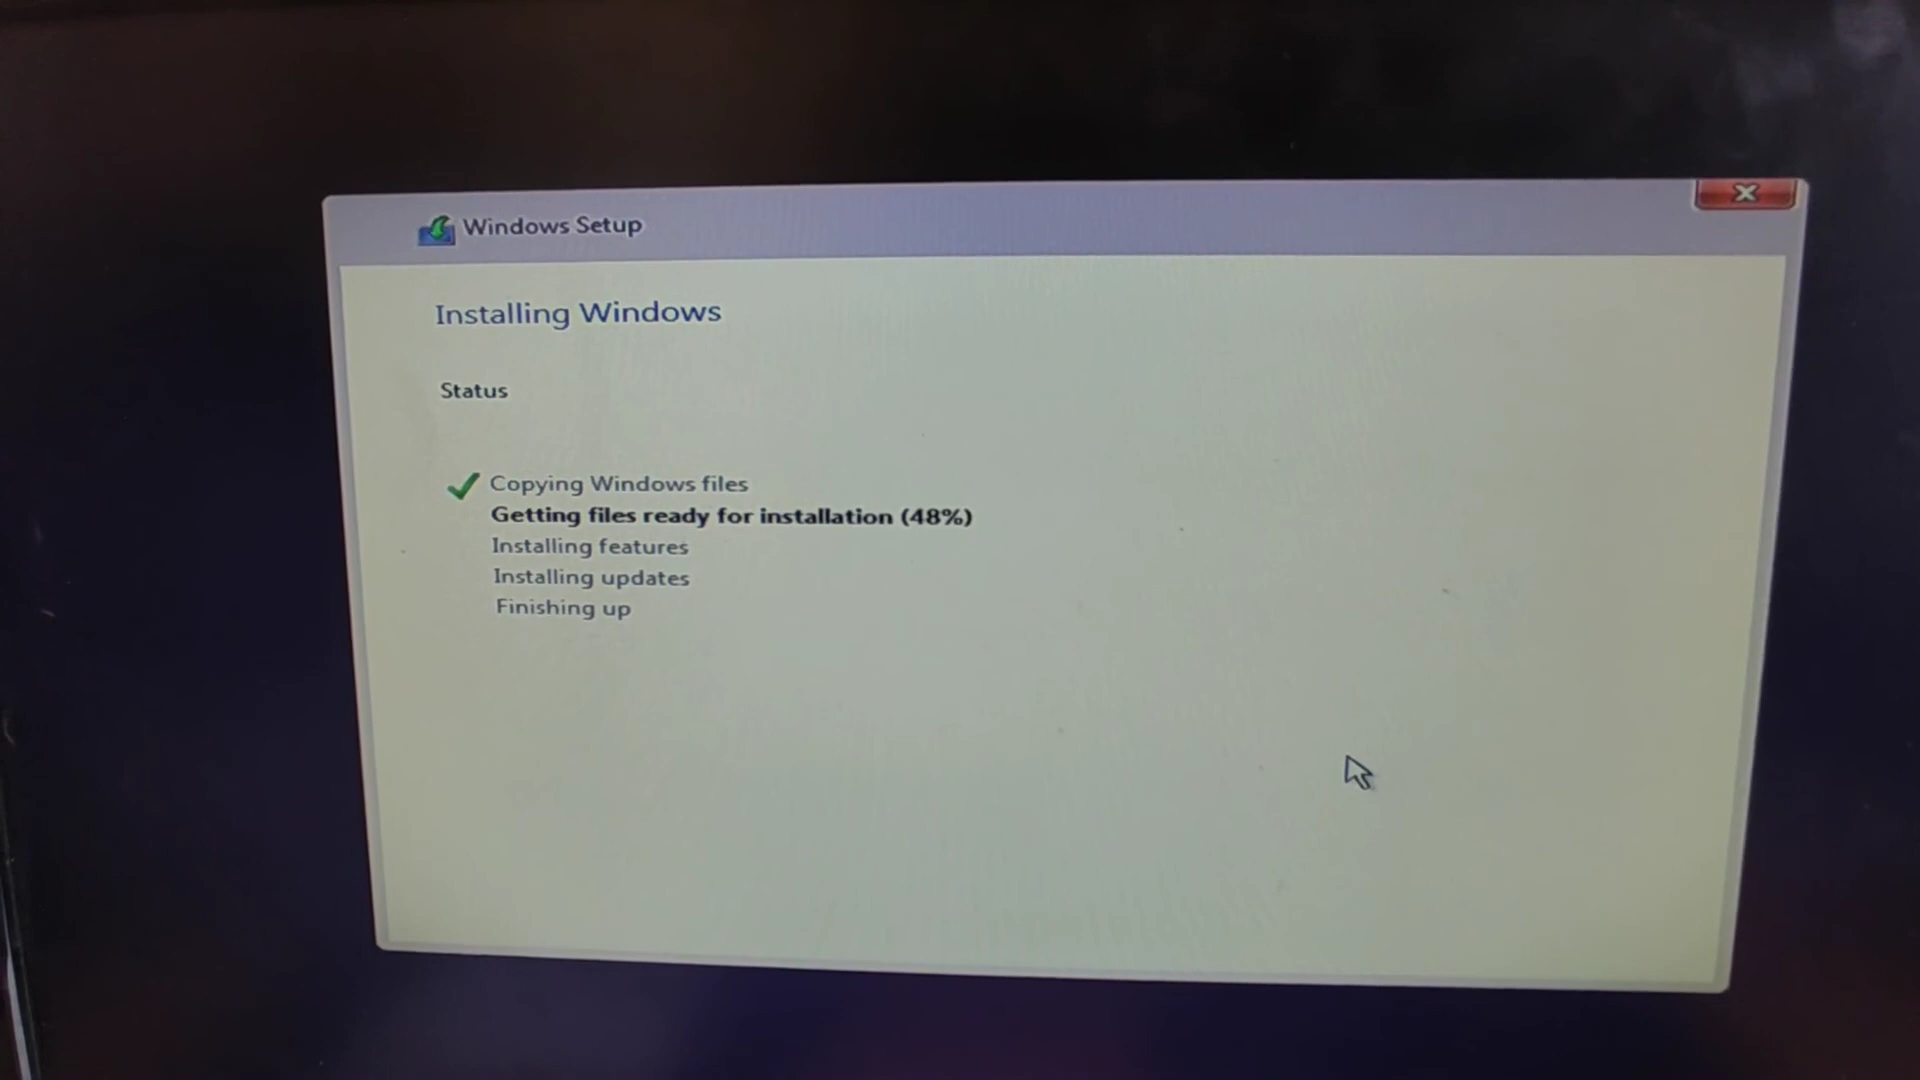 Windows Setup
Installing Windows
Status
Copying Windows files
Getting files ready for installation (48%)
Installing features
Installing updates
Finishing up